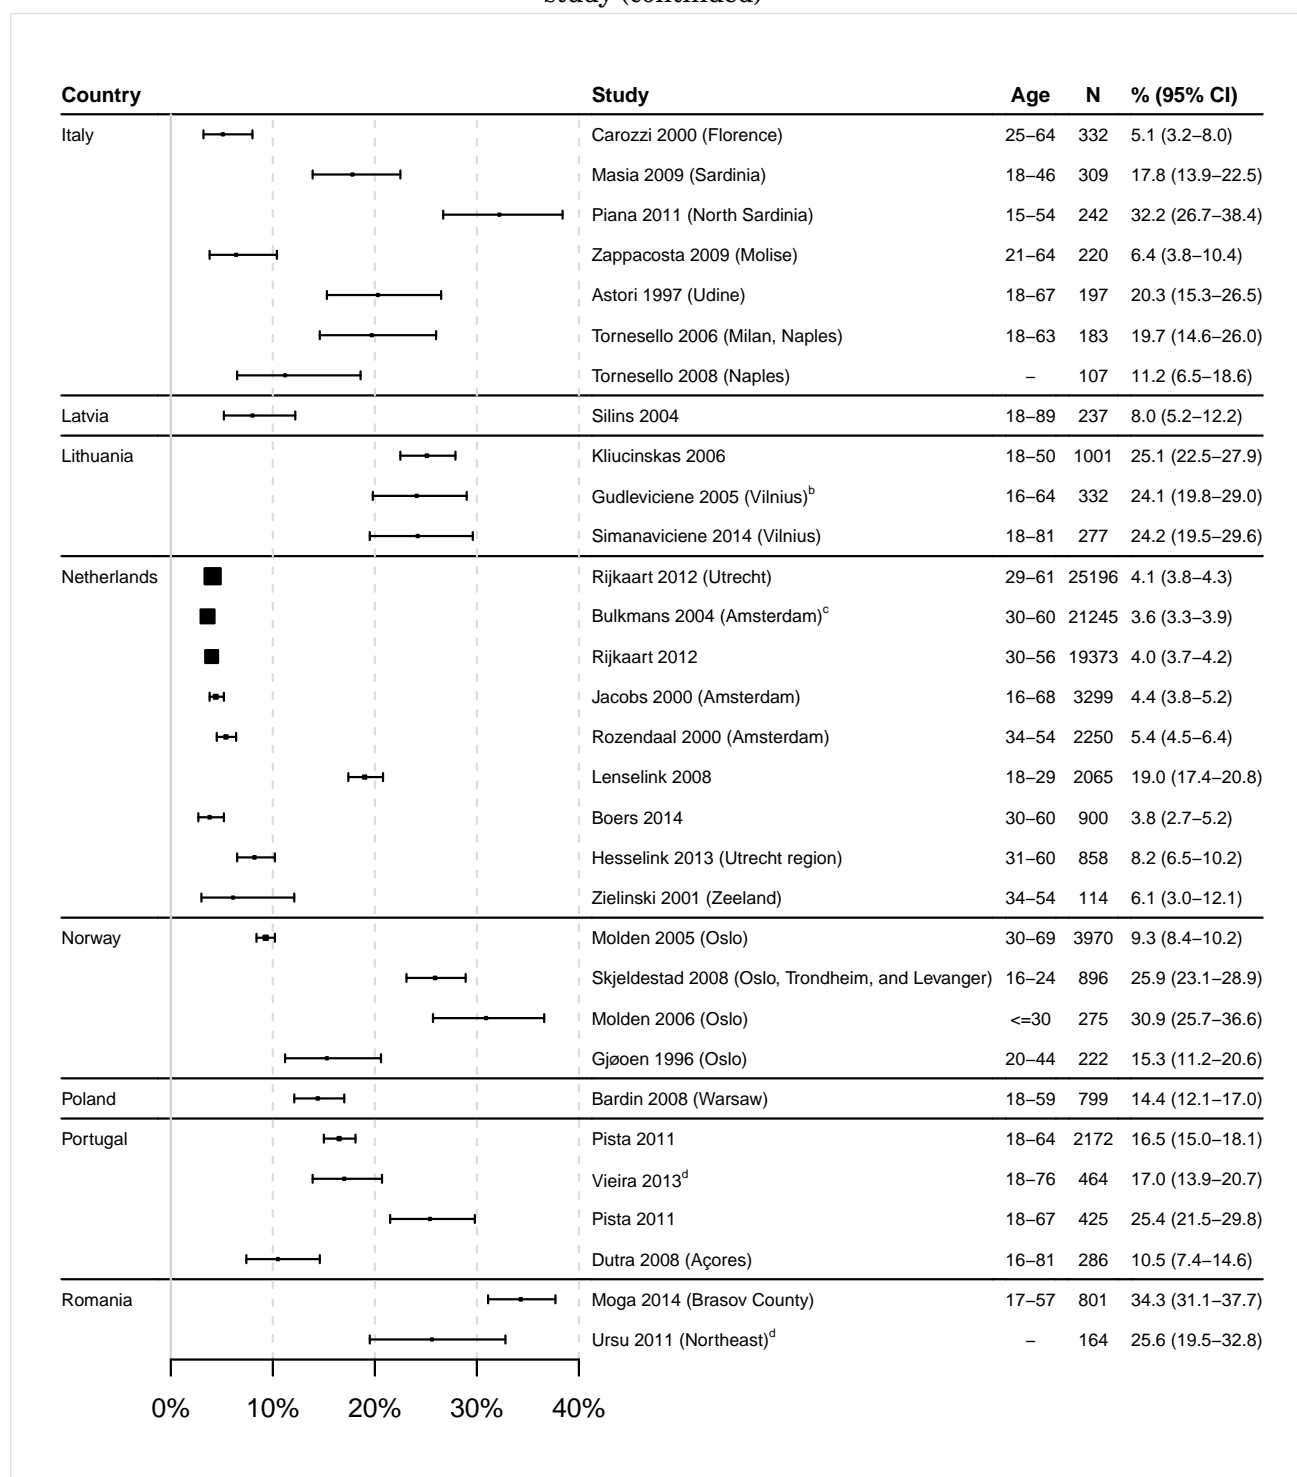 study (continued)
Country Study Age N % (95% CI)
Italy Carozzi 2000 (Florence) 25–64 332 5.1 (3.2–8.0)
Masia 2009 (Sardinia) 18–46 309 17.8 (13.9–22.5)
Piana 2011 (North Sardinia) 15–54 242 32.2 (26.7–38.4)
Zappacosta 2009 (Molise) 21–64 220 6.4 (3.8–10.4)
Astori 1997 (Udine) 18–67 197 20.3 (15.3–26.5)
Tornesello 2006 (Milan, Naples) 18–63 183 19.7 (14.6–26.0)
Tornesello 2008 (Naples) – 107 11.2 (6.5–18.6)
Latvia Silins 2004 18–89 237 8.0 (5.2–12.2)
Lithuania Kliucinskas 2006 18–50 1001 25.1 (22.5–27.9)
Gudleviciene 2005 (Vilnius)b 16–64 332 24.1 (19.8–29.0)
Simanaviciene 2014 (Vilnius) 18–81 277 24.2 (19.5–29.6)
Netherlands Rijkaart 2012 (Utrecht) 29–61 25196 4.1 (3.8–4.3)
Bulkmans 2004 (Amsterdam)c 30–60 21245 3.6 (3.3–3.9)
Rijkaart 2012 30–56 19373 4.0 (3.7–4.2)
Jacobs 2000 (Amsterdam) 16–68 3299 4.4 (3.8–5.2)
Rozendaal 2000 (Amsterdam) 34–54 2250 5.4 (4.5–6.4)
Lenselink 2008 18–29 2065 19.0 (17.4–20.8)
Boers 2014 30–60 900 3.8 (2.7–5.2)
Hesselink 2013 (Utrecht region) 31–60 858 8.2 (6.5–10.2)
Zielinski 2001 (Zeeland) 34–54 114 6.1 (3.0–12.1)
Norway Molden 2005 (Oslo) 30–69 3970 9.3 (8.4–10.2)
Skjeldestad 2008 (Oslo, Trondheim, and Levanger) 16–24 896 25.9 (23.1–28.9)
Molden 2006 (Oslo) <=30 275 30.9 (25.7–36.6)
Gjøoen 1996 (Oslo) 20–44 222 15.3 (11.2–20.6)
Poland Bardin 2008 (Warsaw) 18–59 799 14.4 (12.1–17.0)
Portugal Pista 2011 18–64 2172 16.5 (15.0–18.1)
Vieira 2013d 18–76 464 17.0 (13.9–20.7)
Pista 2011 18–67 425 25.4 (21.5–29.8)
Dutra 2008 (Açores) 16–81 286 10.5 (7.4–14.6)
Romania Moga 2014 (Brasov County) 17–57 801 34.3 (31.1–37.7)
Ursu 2011 (Northeast)d – 164 25.6 (19.5–32.8)
0% 10% 20% 30% 40%